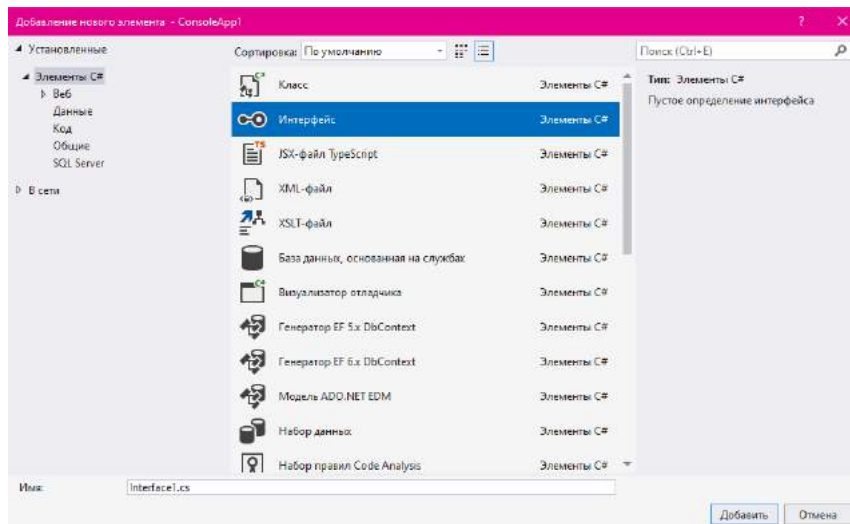 Добавление нового элемента - ConsoleApp1
? ×
Установленные
Элементы C#
Веб
Данные
Код
Общие
SQL Server
В сети
Сортировка: По умолчанию
Класс Элементы C#
Интерфейс Элементы C#
JSX-файл TypeScript Элементы C#
XML-файл Элементы C#
XSLT-файл Элементы C#
База данных, основанная на службах Элементы C#
Визуализатор отладчика Элементы C#
Генератор EF 5.x DbContext Элементы C#
Генератор EF 6.x DbContext Элементы C#
Модель ADO.NET EDM Элементы C#
Набор данных Элементы C#
Набор правил Code Analysis Элементы C#
Поиск (Ctrl+E)
Тип: Элементы C#
Пустое определение интерфейса
Имя: Interface1.cs
Добавить Отмена